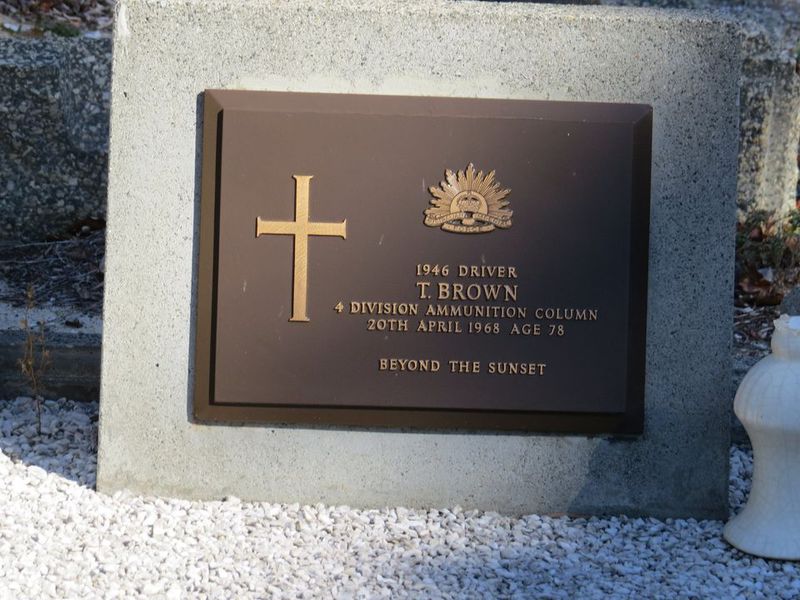 1946 DRIVER
T. BROWN
4 DIVISION AMMUNITION COLUMN
20TH APRIL 1968 AGE 78
BEYOND THE SUNSET